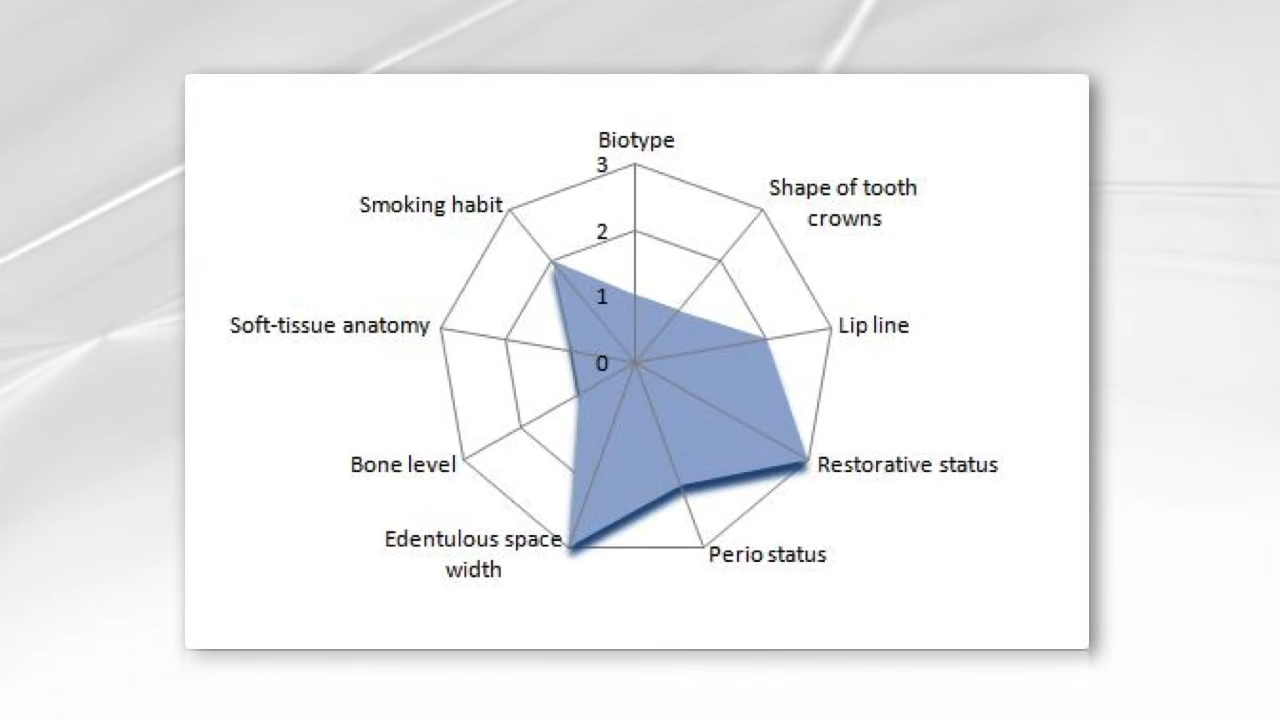 Biotype
3
Shape of tooth
crowns
Smoking habit
2
1
Soft-tissue anatomy
Lip line
0
Bone level
Restorative status
Edentulous space
width
Perio status